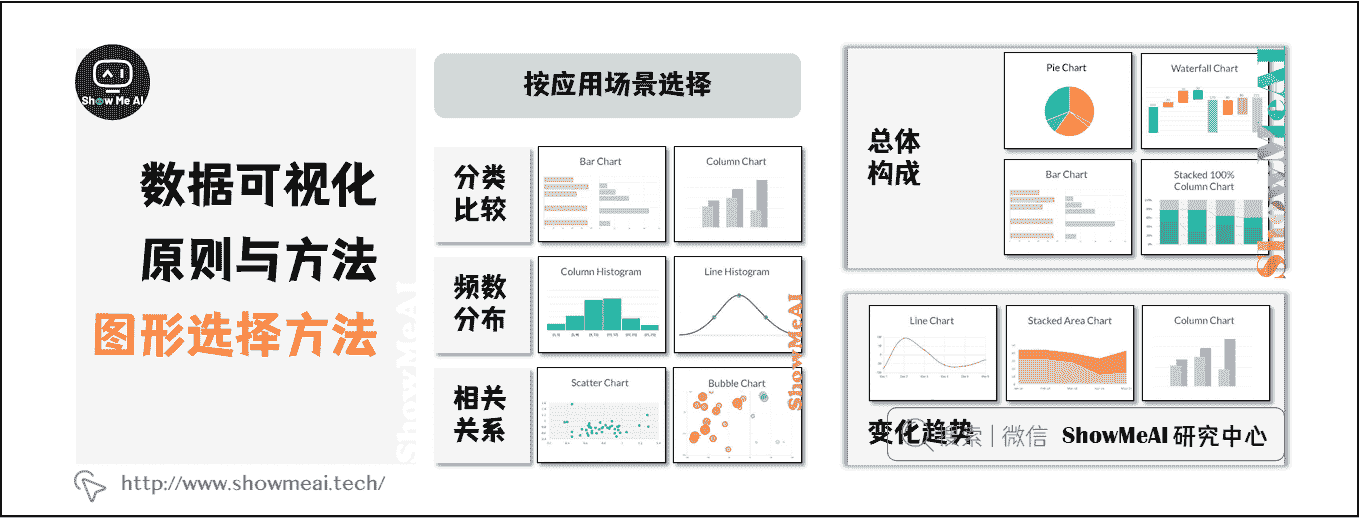 Show Me AI
数据可视化
原则与方法
图形选择方法
ShowMeAI
http://www.showmeai.tech/
按应用场景选择
分类
比较
Bar Chart
Column Chart
频数
分布
Column Histogram
Line Histogram
相关
关系
Scatter Chart
Bubble Chart
ShowMeAI
总体
构成
Pie Chart
Waterfall Chart
Bar Chart
Stacked 100%
Column Chart
ShowMeAI
Line Chart
Stacked Area Chart
Column Chart
变化趋势
搜索 | 微信 ShowMeAI 研究中心